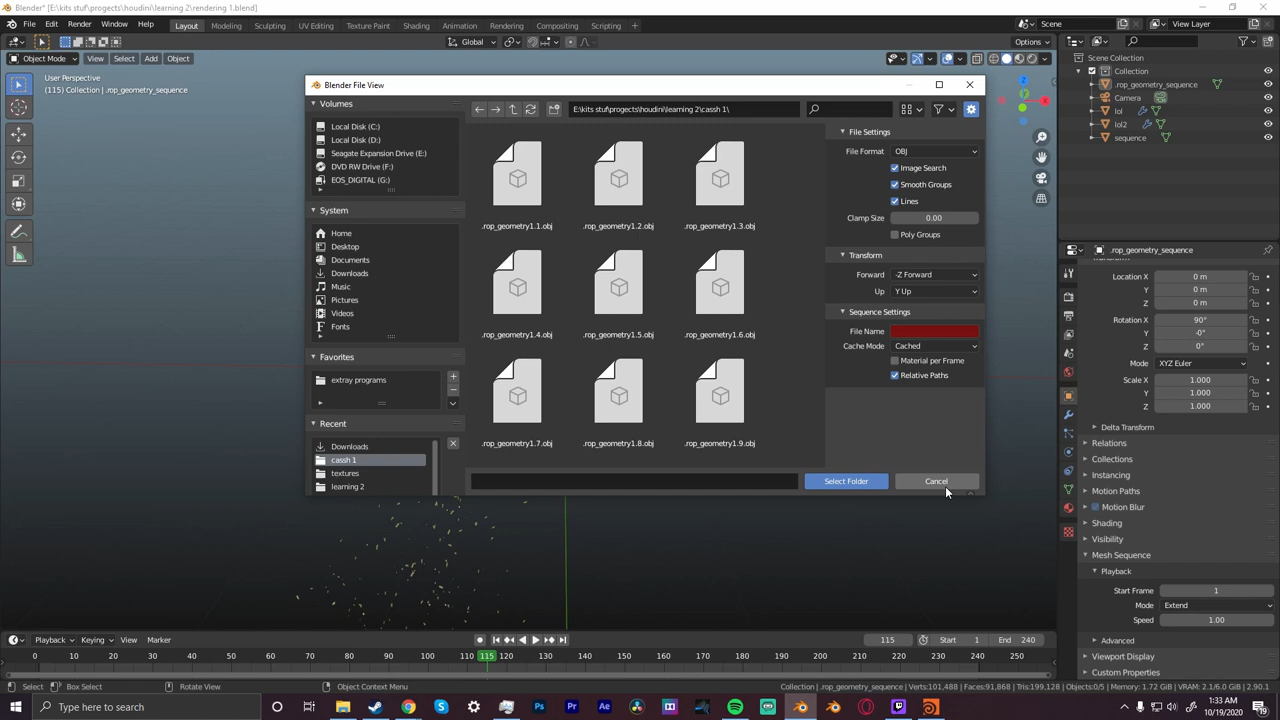 Blender* [E:\kits stuf\progects\houdini\learning 2\rendering 1.blend]
File Edit Render Window Help Layout Modeling Sculpting UV Editing Texture Paint Shading Animation Rendering Compositing Scripting + Scene View Layer
Global Options
Object Mode View Select Add Object
User Perspective
(115) Collection | .rop_geometry_sequence
Scene Collection
Collection
.rop_geometry_sequence
Camera
lol
lol2
sequence
Blender File View
Volumes
Local Disk (C:)
Local Disk (D:)
Seagate Expansion Drive (E:)
DVD RW Drive (F:)
EOS_DIGITAL (G:)
System
Home
Desktop
Documents
Downloads
Music
Pictures
Videos
Fonts
Favorites
extray programs
Recent
Downloads
cassh 1
textures
learning 2
E:\kits stuf\progects\houdini\learning 2\cassh 1\
.rop_geometry1.1.obj .rop_geometry1.2.obj .rop_geometry1.3.obj
.rop_geometry1.4.obj .rop_geometry1.5.obj .rop_geometry1.6.obj
.rop_geometry1.7.obj .rop_geometry1.8.obj .rop_geometry1.9.obj
File Settings
File Format OBJ
Image Search
Smooth Groups
Lines
Clamp Size 0.00
Poly Groups
Transform
Forward -Z Forward
Up Y Up
Sequence Settings
File Name
Cache Mode Cached
Material per Frame
Relative Paths
Select Folder Cancel
.rop_geometry_sequence
Transform
Location X 0 m
Y 0 m
Z 0 m
Rotation X 90°
Y -0°
Z 0°
Mode XYZ Euler
Scale X 1.000
Y 1.000
Z 1.000
Delta Transform
Relations
Collections
Instancing
Motion Paths
Motion Blur
Shading
Visibility
Mesh Sequence
Playback
Start Frame 1
Mode Extend
Speed 1.00
Advanced
Viewport Display
Custom Properties
Playback Keying View Marker 115 Start 1 End 240
0 10 20 30 40 50 60 70 80 90 100 110 115 120 130 140 150 160 170 180 190 200 210 220 230 240 250
Select Box Select Rotate View Object Context Menu Collection | .rop_geometry_sequence | Verts:101,488 | Faces:91,868 | Tris:199,128 | Objects:0/5 | Memory: 1.72 GiB | VRAM: 2.1/6.0 GiB | 2.90.1
Type here to search
Ps Pr Ae
1:33 AM
10/19/2020